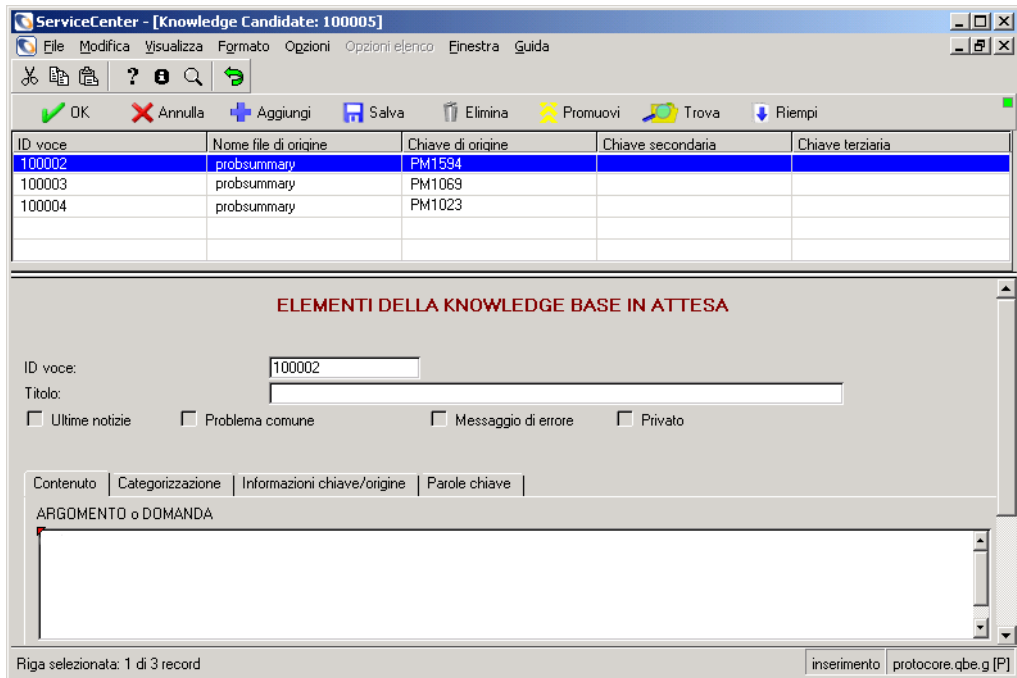 ServiceCenter - [Knowledge Candidate: 100005]
File Modifica Visualizza Formato Opzioni Opzioni elenco Finestra Guida
OK Annulla Aggiungi Salva Elimina Promuovi Trova Riempi
ID voce Nome file di origine Chiave di origine Chiave secondaria Chiave terziaria
100002 probsummary PM1594
100003 probsummary PM1069
100004 probsummary PM1023
ELEMENTI DELLA KNOWLEDGE BASE IN ATTESA
ID voce: 100002
Titolo:
Ultime notizie Problema comune Messaggio di errore Privato
Contenuto Categorizzazione Informazioni chiave/origine Parole chiave
ARGOMENTO o DOMANDA
Riga selezionata: 1 di 3 record inserimento protocore.qbe.g [P]